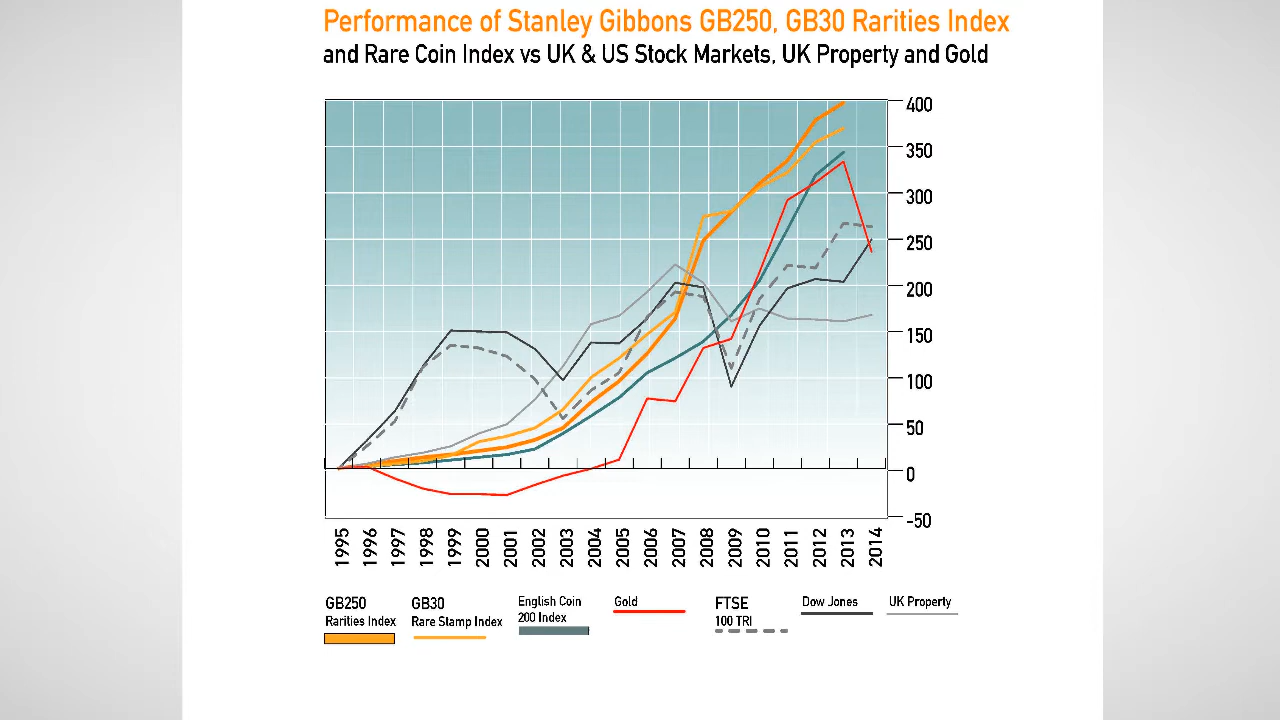 Performance of Stanley Gibbons GB250, GB30 Rarities Index
and Rare Coin Index vs UK & US Stock Markets, UK Property and Gold
400
350
300
250
200
150
100
50
0
-50
1995 1996 1997 1998 1999 2000 2001 2002 2003 2004 2005 2006 2007 2008 2009 2010 2011 2012 2013 2014
GB250
Rarities Index
GB30
Rare Stamp Index
English Coin
200 Index
Gold
FTSE
100 TRI
Dow Jones
UK Property